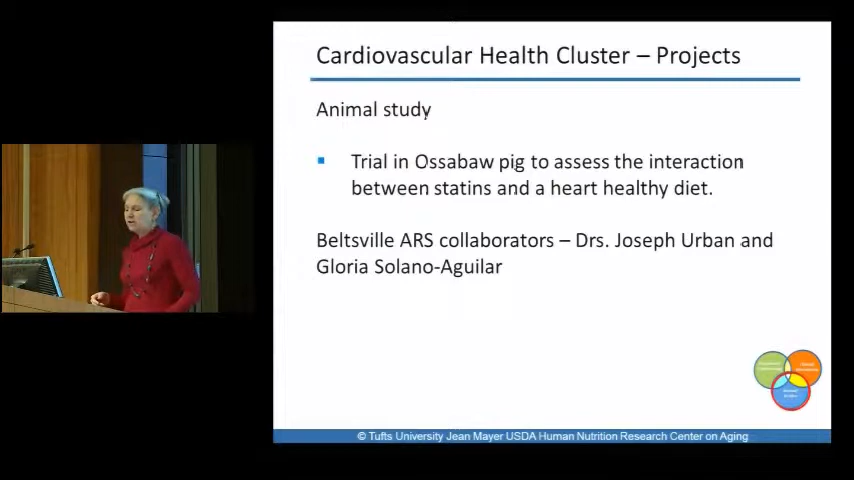 Cardiovascular Health Cluster – Projects
Animal study
▪ Trial in Ossabaw pig to assess the interaction
between statins and a heart healthy diet.
Beltsville ARS collaborators – Drs. Joseph Urban and
Gloria Solano-Aguilar
© Tufts University Jean Mayer USDA Human Nutrition Research Center on Aging